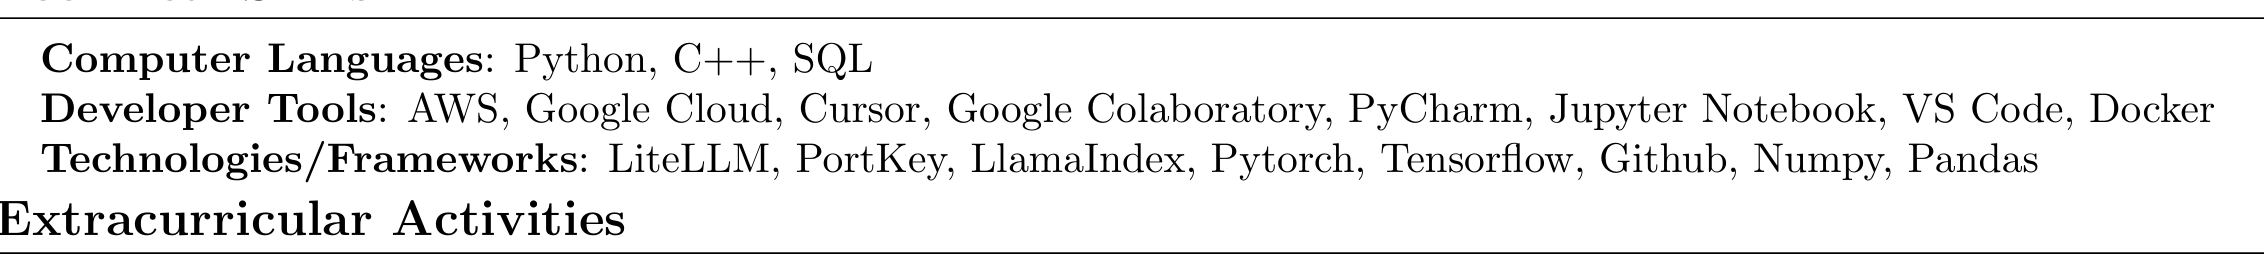 Computer Languages: Python, C++, SQL
Developer Tools: AWS, Google Cloud, Cursor, Google Colaboratory, PyCharm, Jupyter Notebook, VS Code, Docker
Technologies/Frameworks: LiteLLM, PortKey, LlamaIndex, Pytorch, Tensorflow, Github, Numpy, Pandas
Extracurricular Activities